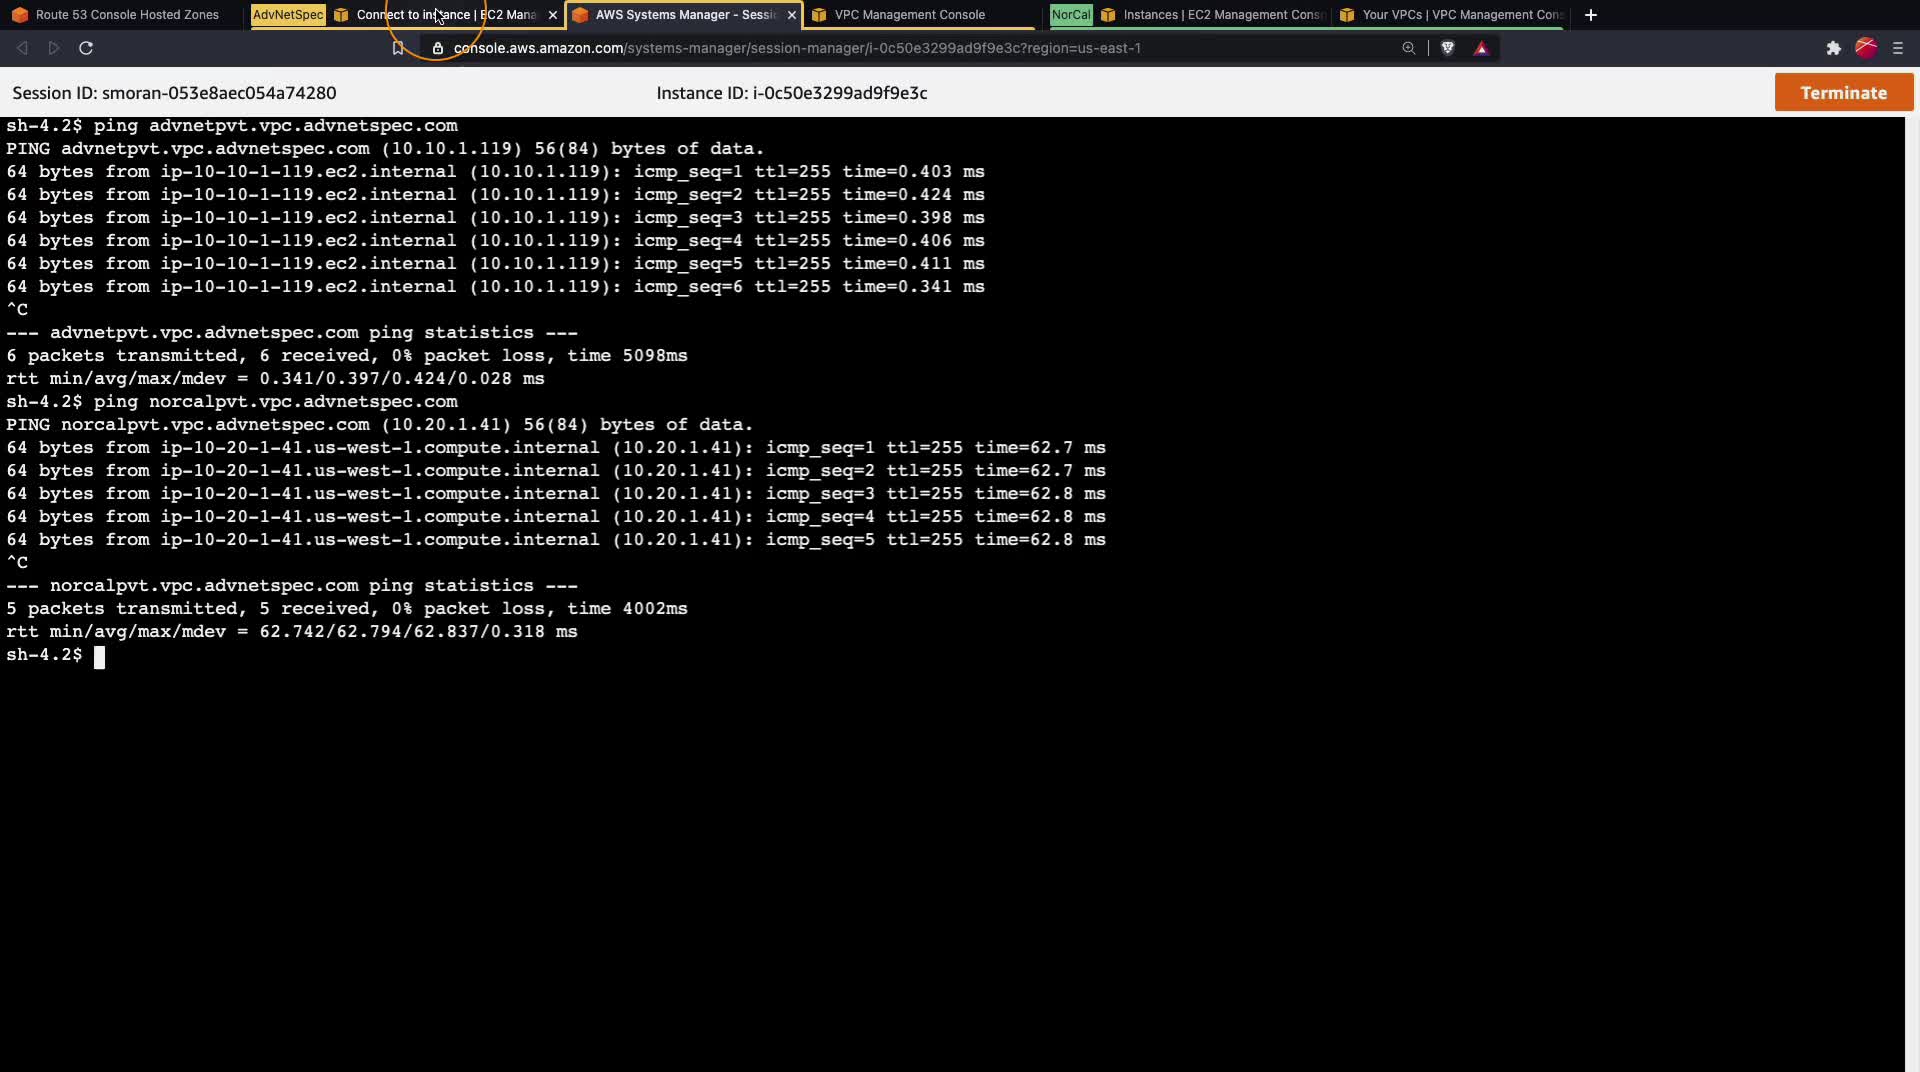 Route 53 Console Hosted Zones
AdvNetSpec
Connect to instance | EC2 Mana
AWS Systems Manager - Sessi
VPC Management Console
NorCal
Instances | EC2 Management Cons
Your VPCs | VPC Management Con
console.aws.amazon.com/systems-manager/session-manager/i-0c50e3299ad9f9e3c?region=us-east-1
Session ID: smoran-053e8aec054a74280
Instance ID: i-0c50e3299ad9f9e3c
Terminate
sh-4.2$ ping advnetpvt.vpc.advnetspec.com
PING advnetpvt.vpc.advnetspec.com (10.10.1.119) 56(84) bytes of data.
64 bytes from ip-10-10-1-119.ec2.internal (10.10.1.119): icmp_seq=1 ttl=255 time=0.403 ms
64 bytes from ip-10-10-1-119.ec2.internal (10.10.1.119): icmp_seq=2 ttl=255 time=0.424 ms
64 bytes from ip-10-10-1-119.ec2.internal (10.10.1.119): icmp_seq=3 ttl=255 time=0.398 ms
64 bytes from ip-10-10-1-119.ec2.internal (10.10.1.119): icmp_seq=4 ttl=255 time=0.406 ms
64 bytes from ip-10-10-1-119.ec2.internal (10.10.1.119): icmp_seq=5 ttl=255 time=0.411 ms
64 bytes from ip-10-10-1-119.ec2.internal (10.10.1.119): icmp_seq=6 ttl=255 time=0.341 ms
^C
--- advnetpvt.vpc.advnetspec.com ping statistics ---
6 packets transmitted, 6 received, 0% packet loss, time 5098ms
rtt min/avg/max/mdev = 0.341/0.397/0.424/0.028 ms
sh-4.2$ ping norcalpvt.vpc.advnetspec.com
PING norcalpvt.vpc.advnetspec.com (10.20.1.41) 56(84) bytes of data.
64 bytes from ip-10-20-1-41.us-west-1.compute.internal (10.20.1.41): icmp_seq=1 ttl=255 time=62.7 ms
64 bytes from ip-10-20-1-41.us-west-1.compute.internal (10.20.1.41): icmp_seq=2 ttl=255 time=62.7 ms
64 bytes from ip-10-20-1-41.us-west-1.compute.internal (10.20.1.41): icmp_seq=3 ttl=255 time=62.8 ms
64 bytes from ip-10-20-1-41.us-west-1.compute.internal (10.20.1.41): icmp_seq=4 ttl=255 time=62.8 ms
64 bytes from ip-10-20-1-41.us-west-1.compute.internal (10.20.1.41): icmp_seq=5 ttl=255 time=62.8 ms
^C
--- norcalpvt.vpc.advnetspec.com ping statistics ---
5 packets transmitted, 5 received, 0% packet loss, time 4002ms
rtt min/avg/max/mdev = 62.742/62.794/62.837/0.318 ms
sh-4.2$